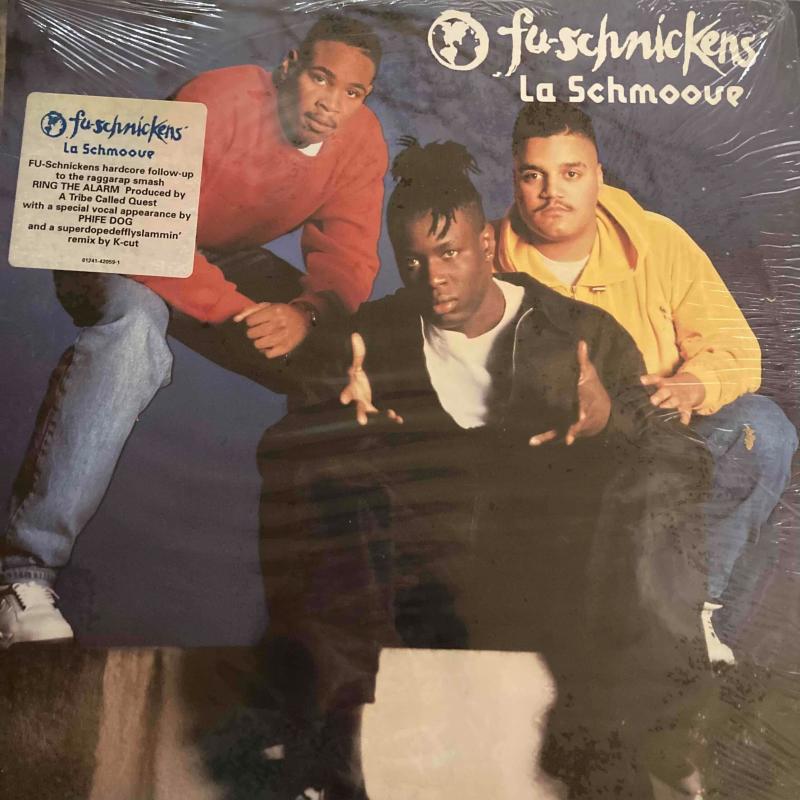 fu-schnickens
La Schmoove
fu-schnickens
La Schmoove
FU-Schnickens hardcore follow-up
to the raggarap smash
RING THE ALARM Produced by
A Tribe Called Quest
with a special vocal appearance by
PHIFE DOG
and a superdopedefflyslammin'
remix by K-cut
01241-42059-1